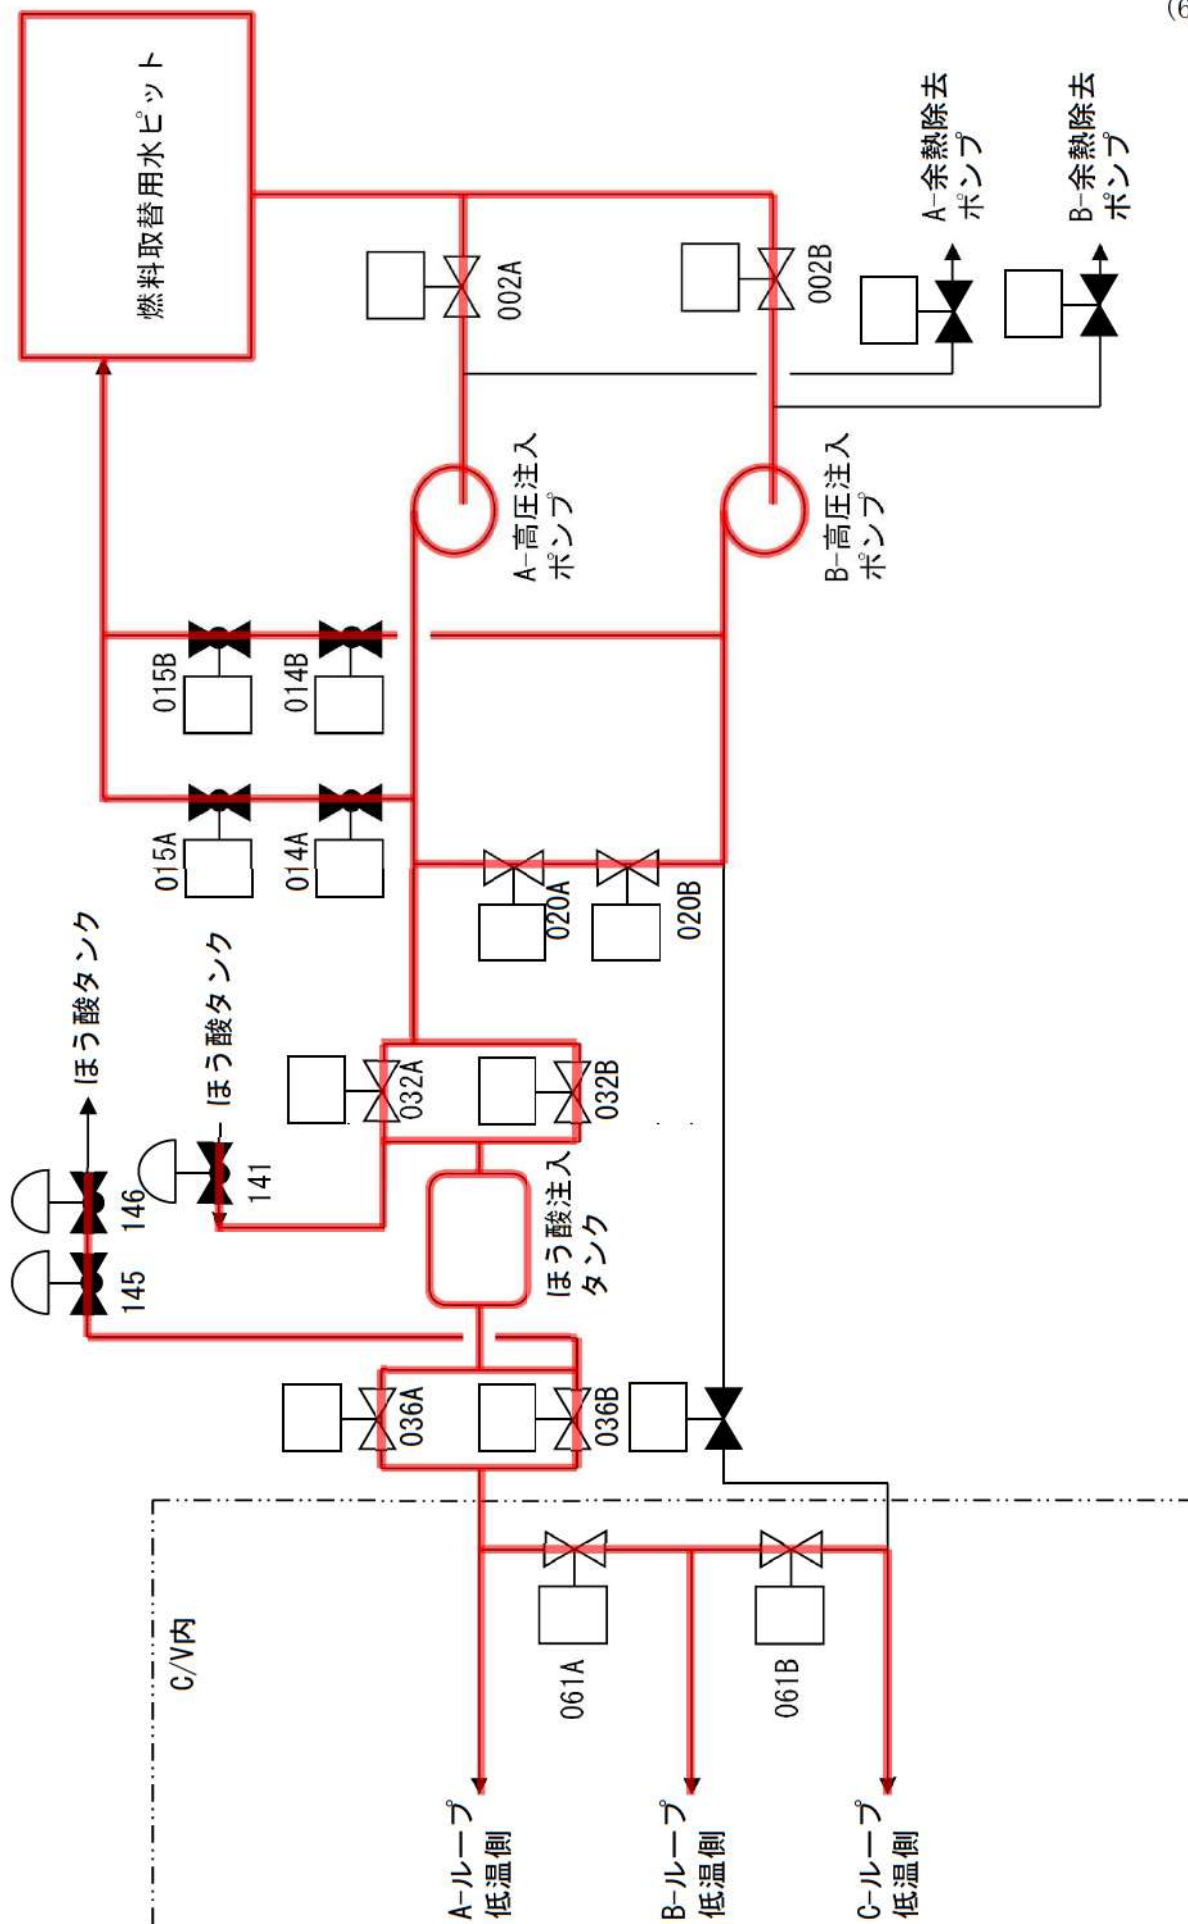 (6
燃料取替用水ピット
A-余熱除去
ポンプ
B-余熱除去
ポンプ
002A
002B
A-高圧注入
ポンプ
B-高圧注入
ポンプ
015B
014B
015A
014A
020A
020B
ほう酸タンク
ほう酸タンク
032A
032B
146
141
145
ほう酸注入
タンク
036A
036B
C/V内
061A
061B
A-ループ
低温側
B-ループ
低温側
C-ループ
低温側